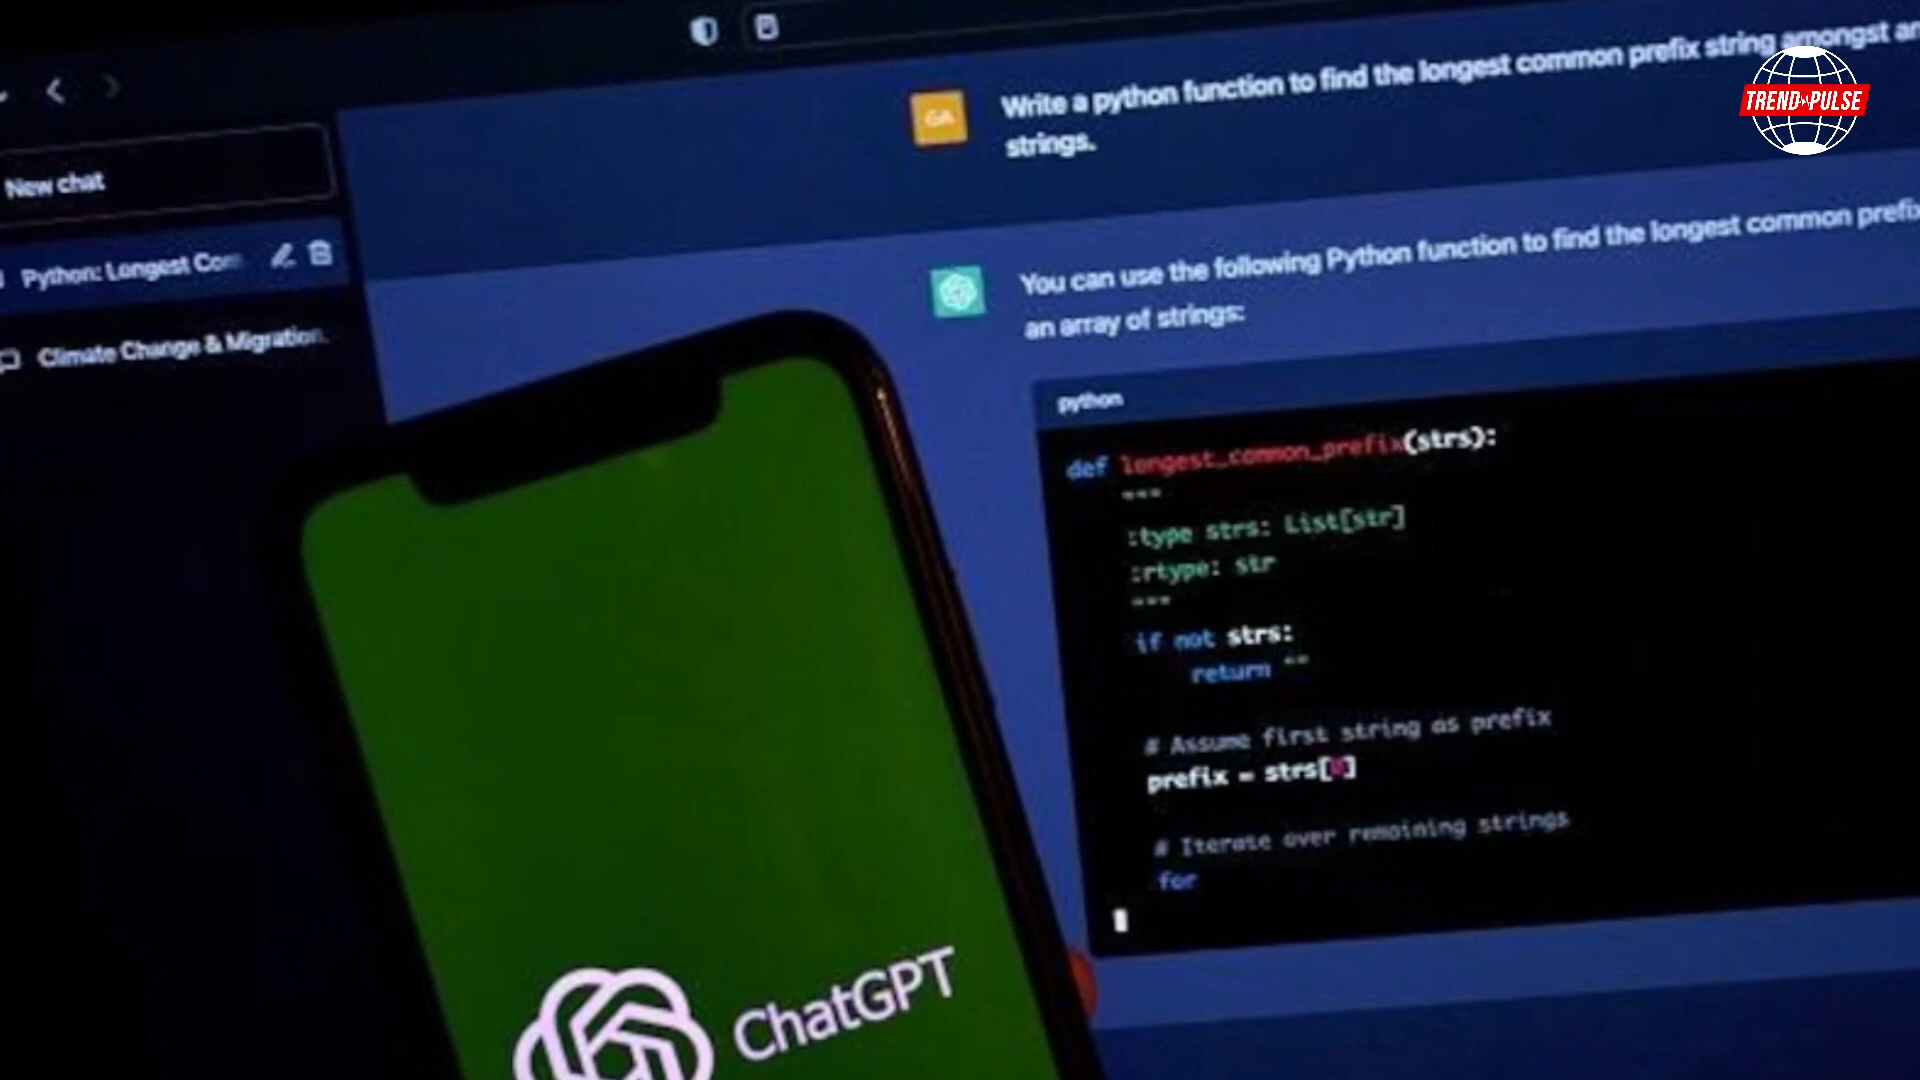 Write a python function to find the longest common prefix string amongst
strings.
TREND PULSE
New chat
Python: Longest Com
Climate Change & Migration.
You can use the following Python function to find the longest common prefix
an array of strings:
python
def longest_common_prefix(strs):
"""
:type strs: List[str]
:rtype: str
"""
if not strs:
return ""
# Assume first string as prefix
prefix = strs[0]
# Iterate over remaining strings
for
ChatGPT